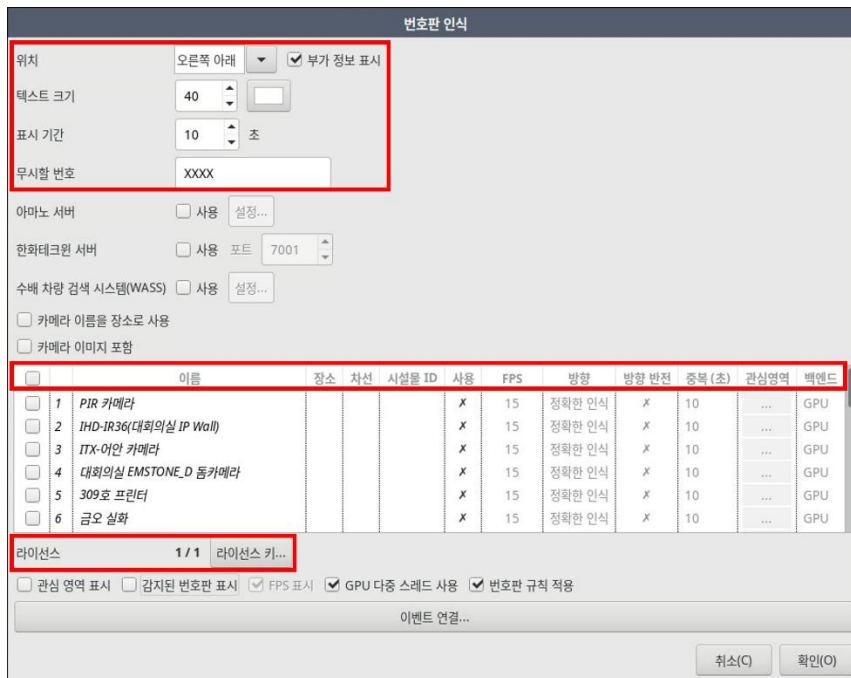 번호판 인식
위치 오른쪽 아래 부가 정보 표시
텍스트 크기 40
표시 기간 10 초
무시할 번호 XXXX
아마노 서버 사용 설정...
한화테크윈 서버 사용 포트 7001
수배 차량 검색 시스템(WASS) 사용 설정...
카메라 이름을 장소로 사용
카메라 이미지 포함
이름 장소 차선 시설물 ID 사용 FPS 방향 방향 반전 중복 (초) 관심영역 백엔드
1 PIR 카메라 ✗ 15 정확한 인식 ✗ 10 ... GPU
2 IHD-IR36(대회의실 IP Wall) ✗ 15 정확한 인식 ✗ 10 ... GPU
3 ITX-어안 카메라 ✗ 15 정확한 인식 ✗ 10 ... GPU
4 대회의실 EMSTONE_D 돔카메라 ✗ 15 정확한 인식 ✗ 10 ... GPU
5 309호 프린터 ✗ 15 정확한 인식 ✗ 10 ... GPU
6 금오 실화 ✗ 15 정확한 인식 ✗ 10 ... GPU
라이선스 1 / 1 라이선스 키...
관심 영역 표시 감지된 번호판 표시 FPS 표시 GPU 다중 스레드 사용 번호판 규칙 적용
이벤트 연결...
취소(C) 확인(O)